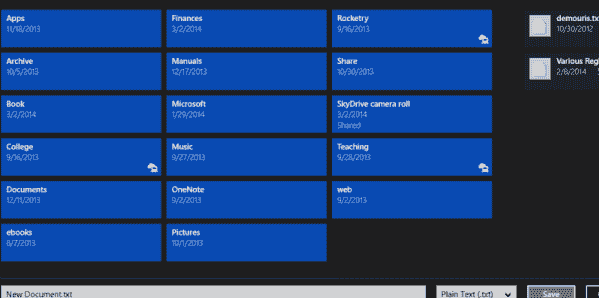 Apps
11/18/2013
Archive
10/5/2013
Book
3/2/2014
College
9/16/2013
Documents
12/11/2013
ebooks
8/7/2013
Finances
3/2/2014
Manuals
12/17/2013
Microsoft
1/29/2014
Music
9/27/2013
OneNote
9/2/2013
Pictures
10/1/2013
Rocketry
9/16/2013
Share
10/30/2013
SkyDrive camera roll
3/2/2014
Shared
Teaching
9/28/2013
web
9/2/2013
demouris.tx
10/30/2012
Various Reg
2/8/2014
New Document.txt
Plain Text (.txt)
Save